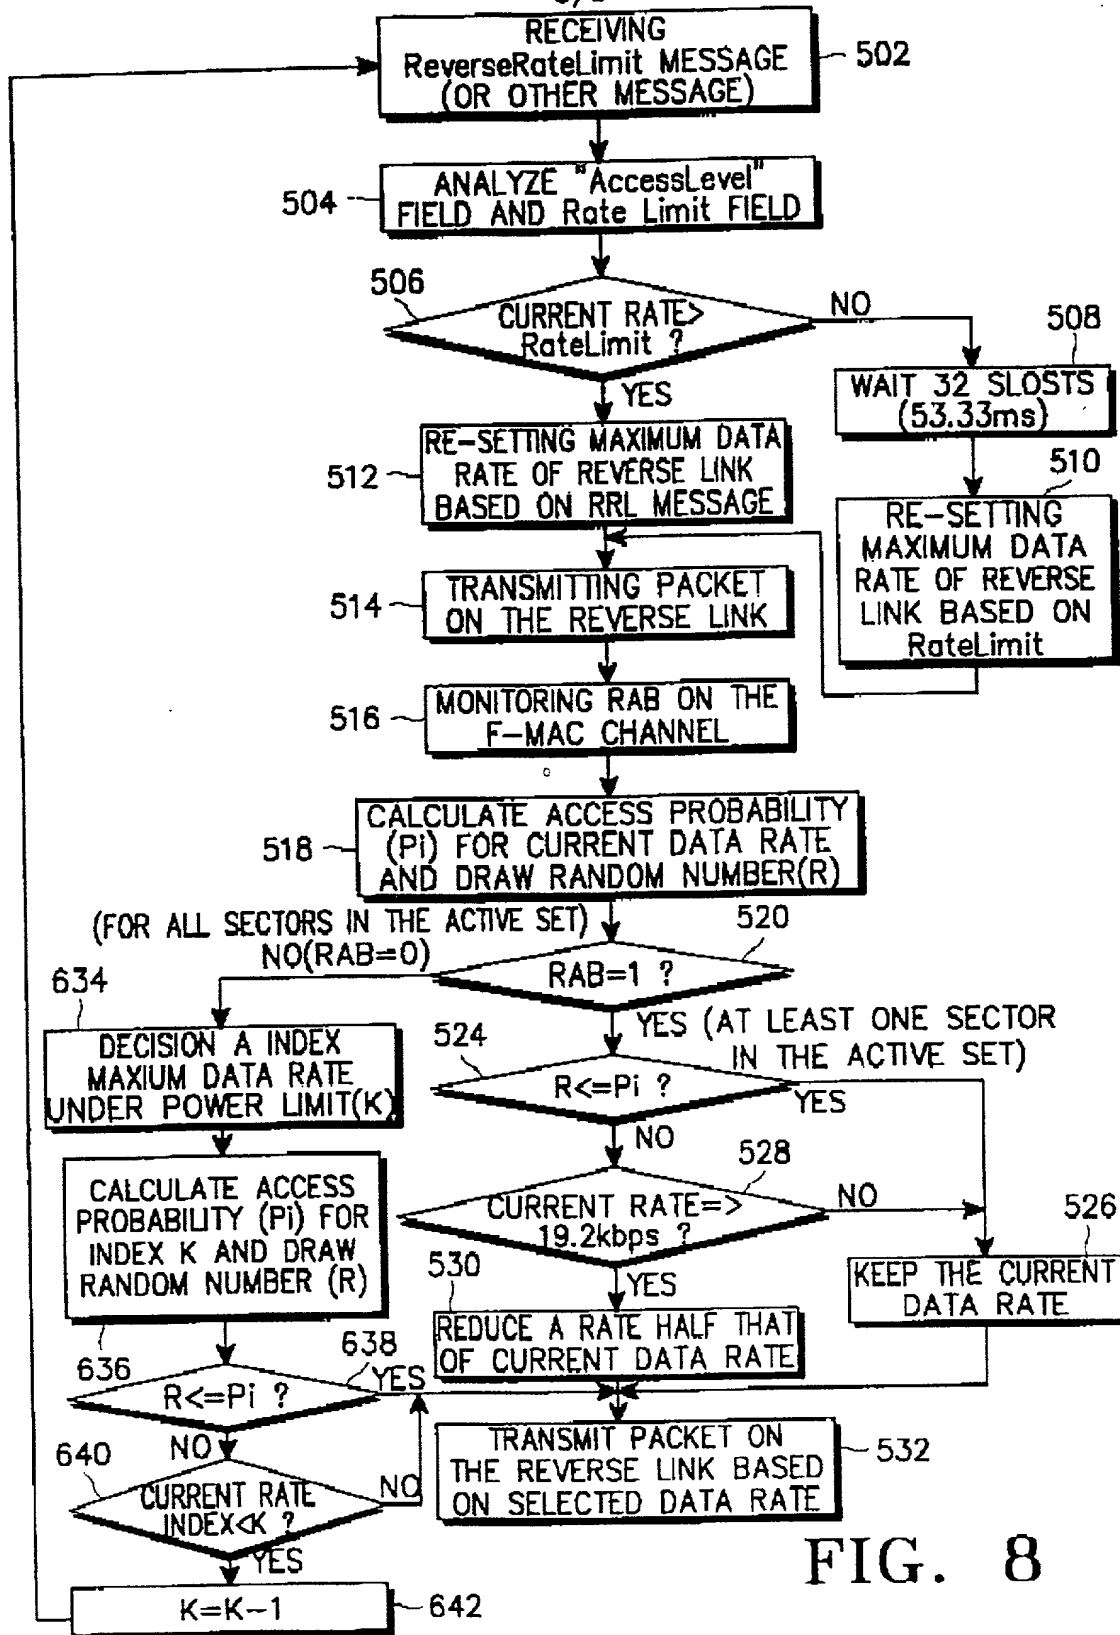 RECEIVING
ReverseRateLimit MESSAGE
(OR OTHER MESSAGE)
502
ANALYZE "AccessLevel"
FIELD AND Rate Limit FIELD
504
506
CURRENT RATE>
RateLimit ?
NO
YES
508
WAIT 32 SLOSTS
(53.33ms)
RE-SETTING MAXIMUM DATA
RATE OF REVERSE LINK
BASED ON RRL MESSAGE
512
510
RE-SETTING
MAXIMUM DATA
RATE OF REVERSE
LINK BASED ON
RateLimit
514
TRANSMITTING PACKET
ON THE REVERSE LINK
516
MONITORING RAB ON THE
F-MAC CHANNEL
518
CALCULATE ACCESS PROBABILITY
(Pi) FOR CURRENT DATA RATE
AND DRAW RANDOM NUMBER(R)
(FOR ALL SECTORS IN THE ACTIVE SET)
NO(RAB=0)
520
RAB=1 ?
YES (AT LEAST ONE SECTOR
IN THE ACTIVE SET)
634
DECISION A INDEX
MAXIUM DATA RATE
UNDER POWER LIMIT(K)
524
R<=Pi ?
YES
NO
528
CURRENT RATE=>
19.2kbps ?
NO
YES
526
KEEP THE CURRENT
DATA RATE
CALCULATE ACCESS
PROBABILITY (Pi) FOR
INDEX K AND DRAW
RANDOM NUMBER (R)
636
530
REDUCE A RATE HALF THAT
OF CURRENT DATA RATE
638
R<=Pi ?
YES
NO
640
CURRENT RATE
INDEX<K ?
NO
YES
TRANSMIT PACKET ON
THE REVERSE LINK BASED
ON SELECTED DATA RATE
532
K=K-1
642
FIG. 8